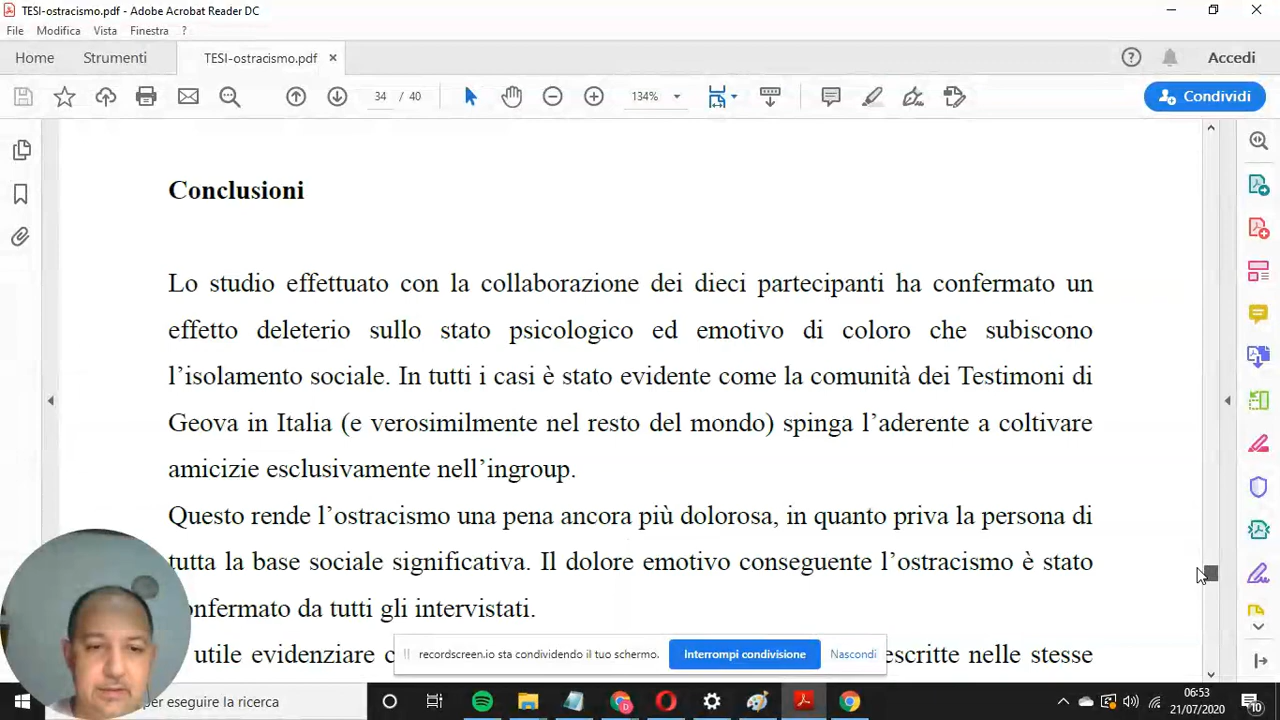 TESI-ostracismo.pdf - Adobe Acrobat Reader DC
File Modifica Vista Finestra ?
Home Strumenti TESI-ostracismo.pdf × Accedi
34 / 40 134% Condividi
Conclusioni
Lo studio effettuato con la collaborazione dei dieci partecipanti ha confermato un
effetto deleterio sullo stato psicologico ed emotivo di coloro che subiscono
l’isolamento sociale. In tutti i casi è stato evidente come la comunità dei Testimoni di
Geova in Italia (e verosimilmente nel resto del mondo) spinga l’aderente a coltivare
amicizie esclusivamente nell’ingroup.
Questo rende l’ostracismo una pena ancora più dolorosa, in quanto priva la persona di
tutta la base sociale significativa. Il dolore emotivo conseguente l’ostracismo è stato
onfermato da tutti gli intervistati.
utile evidenziare c escritte nelle stesse
recordscreen.io sta condividendo il tuo schermo. Interrompi condivisione Nascondi
per eseguire la ricerca
06:53
21/07/2020
10